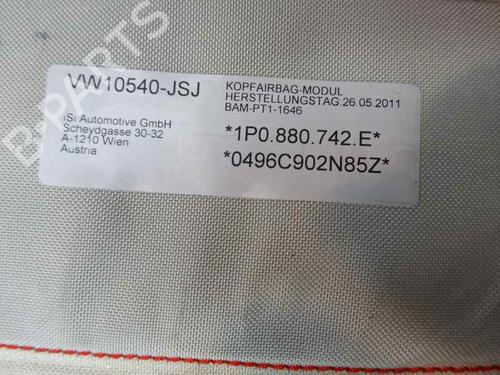 B-PARTS
VW10540-JSJ
iSi Automotive GmbH
Scheydgasse 30-32
A-1210 Wien
Austria
KOPFAIRBAG-MODUL
HERSTELLUNGSTAG 26.05.2011
BAM-PT1-1646
*1P0.880.742.E*
*0496C902N85Z*